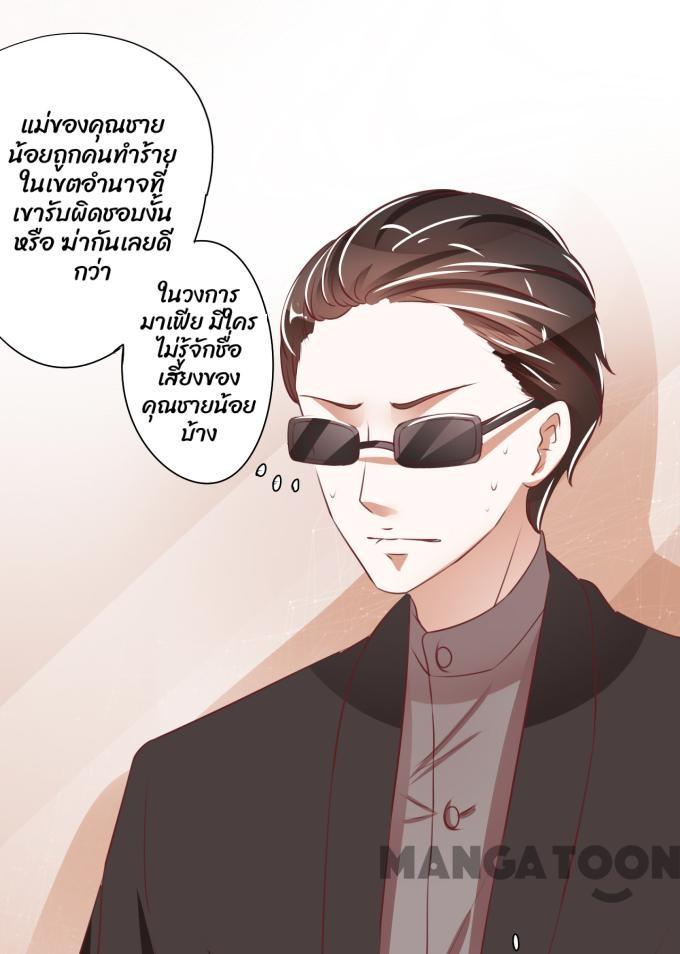 แม่ของคุณชาย
น้อยถูกคนทำร้าย
ในเขตอำนาจที่
เขารับผิดชอบงั้น
หรือ ฆ่ากันเลยดี
กว่า
ในวงการ
มาเฟีย มีใคร
ไม่รู้จักชื่อ
เสียงของ
คุณชายน้อย
บ้าง
MANGATOON